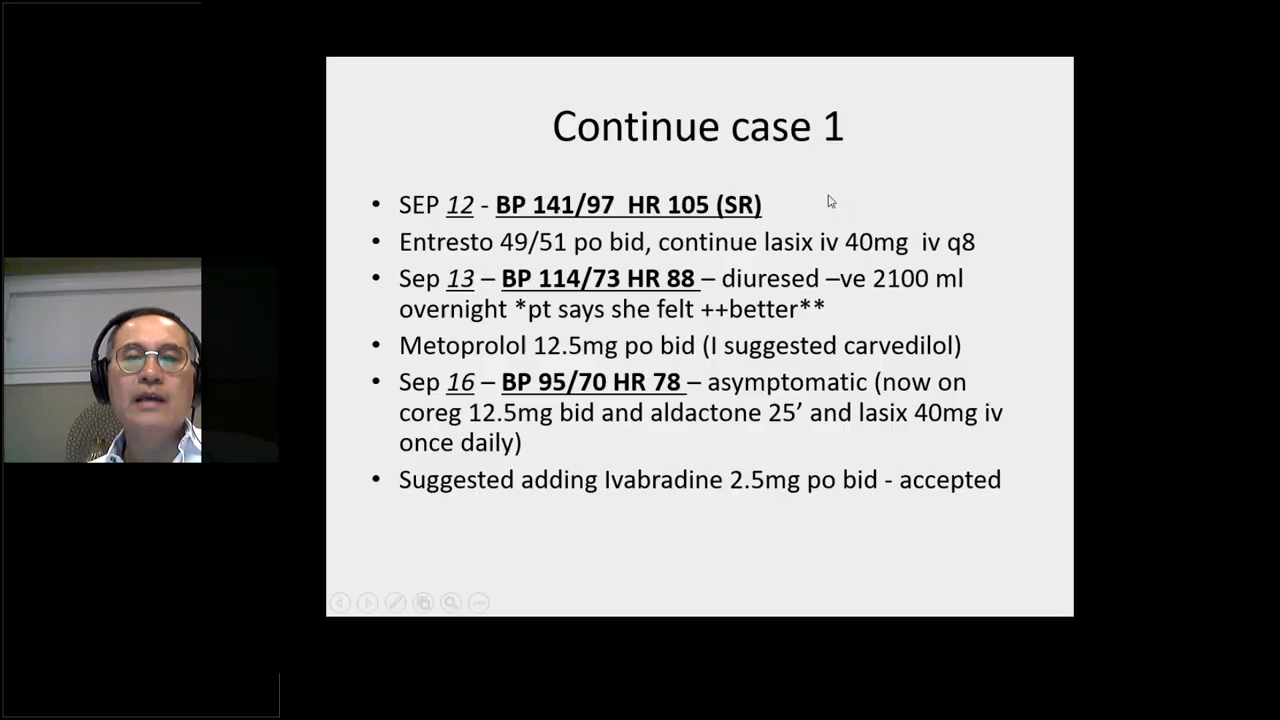 Continue case 1
• SEP 12 - BP 141/97 HR 105 (SR)
• Entresto 49/51 po bid, continue lasix iv 40mg iv q8
• Sep 13 – BP 114/73 HR 88 – diuresed –ve 2100 ml
overnight *pt says she felt ++better**
• Metoprolol 12.5mg po bid (I suggested carvedilol)
• Sep 16 – BP 95/70 HR 78 – asymptomatic (now on
coreg 12.5mg bid and aldactone 25’ and lasix 40mg iv
once daily)
• Suggested adding Ivabradine 2.5mg po bid - accepted